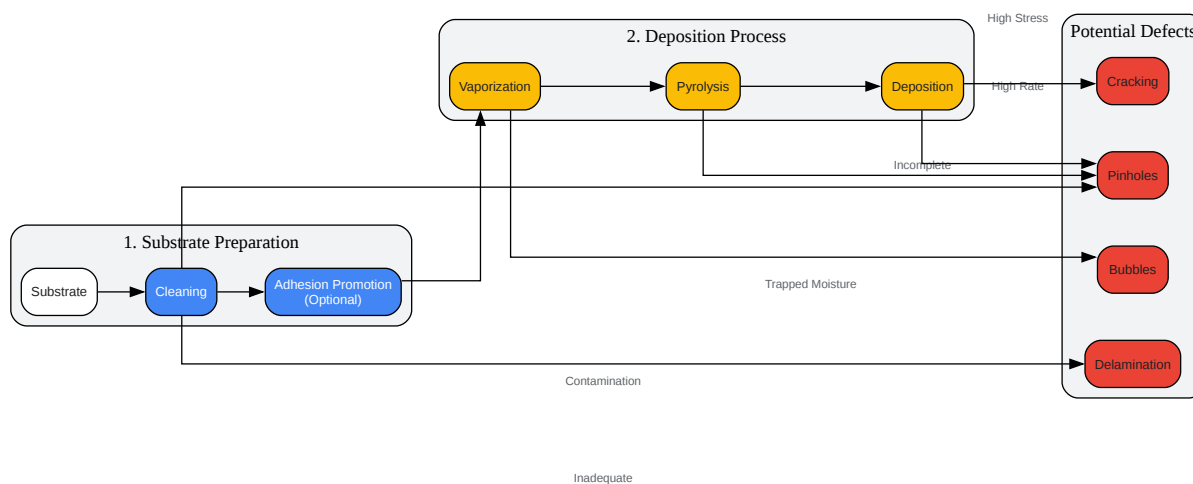 High Stress
2. Deposition Process
Potential Defects
Vaporization
Pyrolysis
Deposition
High Rate
Cracking
Incomplete
Pinholes
1. Substrate Preparation
Substrate
Cleaning
Adhesion Promotion
(Optional)
Trapped Moisture
Bubbles
Delamination
Contamination
Inadequate